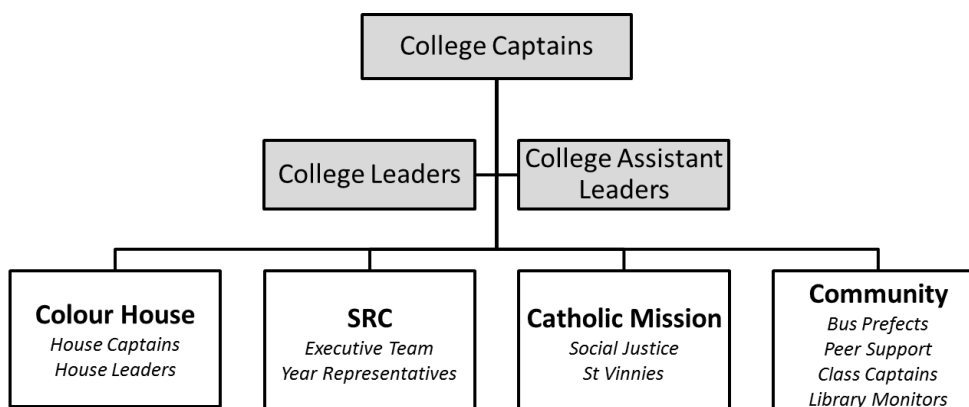 College Captains
College Leaders
College Assistant
Leaders
Colour House
House Captains
House Leaders
SRC
Executive Team
Year Representatives
Catholic Mission
Social Justice
St Vinnies
Community
Bus Prefects
Peer Support
Class Captains
Library Monitors